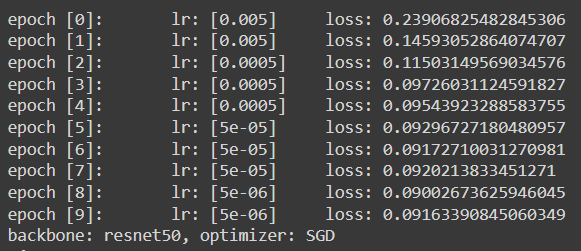 epoch [0]: lr: [0.005] loss: 0.23906825482845306
epoch [1]: lr: [0.005] loss: 0.14593052864074707
epoch [2]: lr: [0.0005] loss: 0.11503149569034576
epoch [3]: lr: [0.0005] loss: 0.09726031124591827
epoch [4]: lr: [0.0005] loss: 0.09543923288583755
epoch [5]: lr: [5e-05] loss: 0.09296727180480957
epoch [6]: lr: [5e-05] loss: 0.09172710031270981
epoch [7]: lr: [5e-05] loss: 0.0920213833451271
epoch [8]: lr: [5e-06] loss: 0.09002673625946045
epoch [9]: lr: [5e-06] loss: 0.09163390845060349
backbone: resnet50, optimizer: SGD